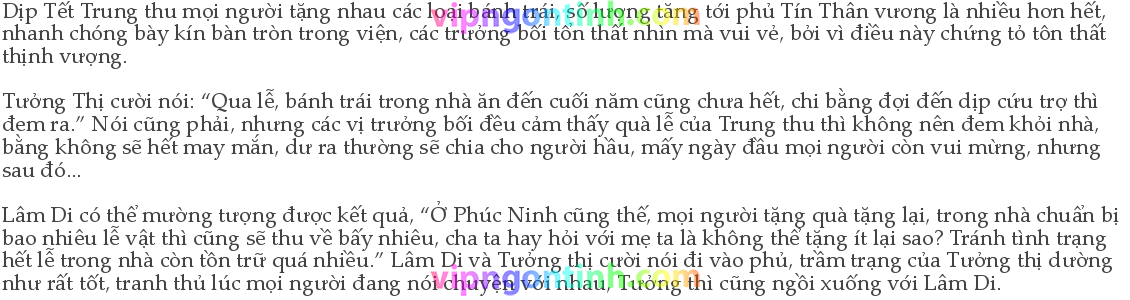 Dịp Tết Trung thu mọi người tặng nhau các loại bánh trái, số lượng tặng tới phủ Tín Thân vương là nhiều hơn hết,
nhanh chóng bày kín bàn tròn trong viện, các trưởng bối tôn thất nhìn mà vui vẻ, bởi vì điều này chứng tỏ tôn thất
thịnh vượng.
Tưởng Thị cười nói: “Qua lễ, bánh trái trong nhà ăn đến cuối năm cũng chưa hết, chi bằng đợi đến dịp cứu trợ thì
đem ra.” Nói cũng phải, nhưng các vị trưởng bối đều cảm thấy quà lễ của Trung thu thì không nên đem khỏi nhà,
bằng không sẽ hết may mắn, dư ra thường sẽ chia cho người hầu, mấy ngày đầu mọi người còn vui mừng, nhưng
sau đó...
Lâm Di có thể mường tượng được kết quả, “Ở Phúc Ninh cũng thế, mọi người tặng quà tặng lại, trong nhà chuẩn bị
bao nhiêu lễ vật thì cũng sẽ thu về bấy nhiêu, cha ta hay hỏi với mẹ ta là không thể tặng ít lại sao? Tránh tình trạng
hết lễ trong nhà còn tồn trữ quá nhiều.” Lâm Di và Tưởng thị cười nói đi vào phủ, trầm trạng của Tưởng thị dường
như rất tốt, tranh thủ lúc mọi người đang nói chuyện với nhau, Tưởng thì cũng ngồi xuống với Lâm Di.
vipngontinh.com
vipngontinh.com